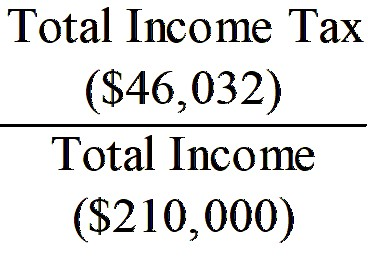 Total Income Tax
($46,032)
Total Income
($210,000)